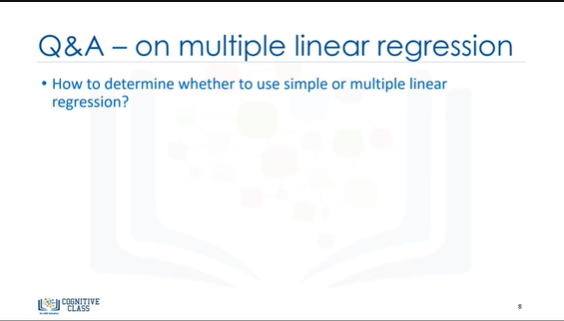 Q&A – on multiple linear regression
• How to determine whether to use simple or multiple linear
regression?
COGNITIVE
CLASS
8